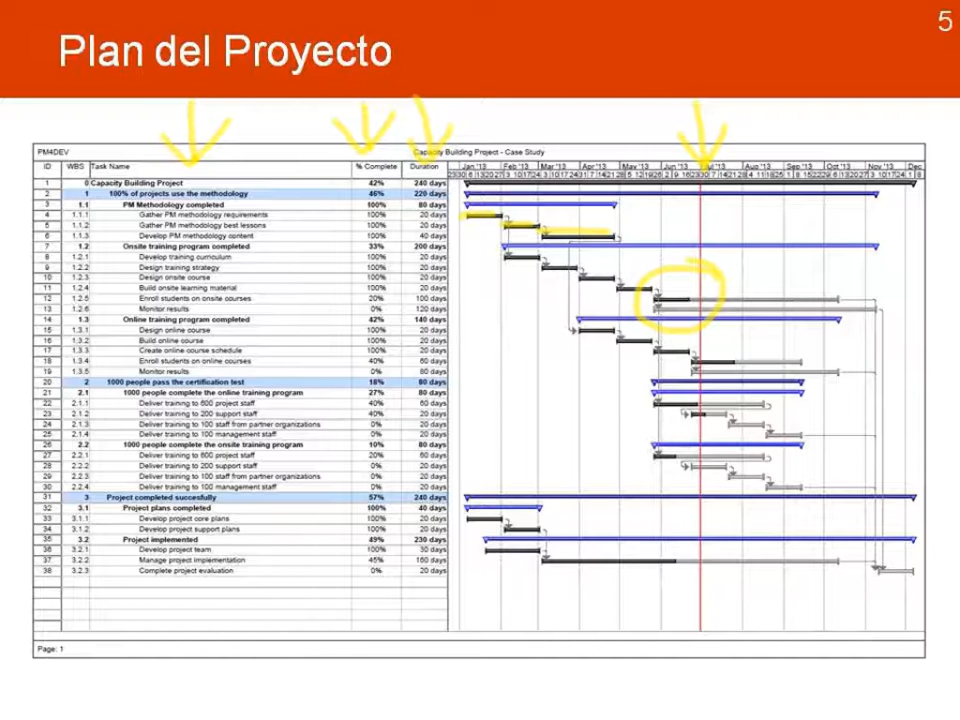 5
Plan del Proyecto
PM4DEV Capacity Building Project - Case Study
ID WBS Task Name % Complete Duration Jan '13 Feb '13 Mar '13 Apr '13 May '13 Jun '13 Jul '13 Aug '13 Sep '13 Oct '13 Nov '13 Dec
1 0 Capacity Building Project 42% 240 days
2 1 100% of projects use the methodology 46% 220 days
3 1.1 PM Methodology completed 100% 80 days
4 1.1.1 Gather PM methodology requirements 100% 20 days
5 1.1.2 Gather PM methodology best lessons 100% 20 days
6 1.1.3 Develop PM methodology content 100% 40 days
7 1.2 Onsite training program completed 33% 200 days
8 1.2.1 Develop training curriculum 100% 20 days
9 1.2.2 Design training strategy 100% 20 days
10 1.2.3 Design onsite course 100% 20 days
11 1.2.4 Build onsite learning material 100% 20 days
12 1.2.5 Enroll students on onsite courses 20% 100 days
13 1.2.6 Monitor results 0% 120 days
14 1.3 Online training program completed 42% 140 days
15 1.3.1 Design online course 100% 20 days
16 1.3.2 Build online course 100% 20 days
17 1.3.3 Create online course schedule 100% 20 days
18 1.3.4 Enroll students on online courses 40% 60 days
19 1.3.5 Monitor results 0% 80 days
20 2 1000 people pass the certification test 18% 80 days
21 2.1 1000 people complete the online training program 27% 80 days
22 2.1.1 Deliver training to 600 project staff 40% 60 days
23 2.1.2 Deliver training to 200 support staff 40% 20 days
24 2.1.3 Deliver training to 100 staff from partner organizations 0% 20 days
25 2.1.4 Deliver training to 100 management staff 0% 20 days
26 2.2 1000 people complete the onsite training program 10% 80 days
27 2.2.1 Deliver training to 600 project staff 20% 60 days
28 2.2.2 Deliver training to 200 support staff 0% 20 days
29 2.2.3 Deliver training to 100 staff from partner organizations 0% 20 days
30 2.2.4 Deliver training to 100 management staff 0% 20 days
31 3 Project completed succesfully 57% 240 days
32 3.1 Project plans completed 100% 40 days
33 3.1.1 Develop project core plans 100% 20 days
34 3.1.2 Develop project support plans 100% 20 days
35 3.2 Project implemented 49% 230 days
36 3.2.1 Develop project team 100% 30 days
37 3.2.2 Manage project implementation 45% 160 days
38 3.2.3 Complete project evaluation 0% 20 days
Page: 1